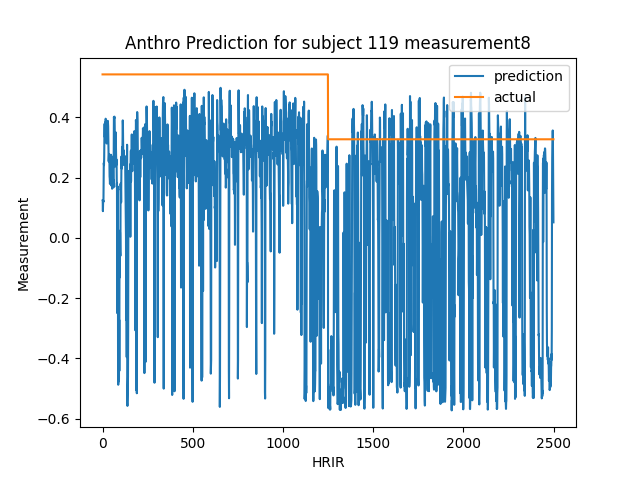 Anthro Prediction for subject 119 measurement8
prediction
actual
0.4
0.2
0.0
−0.2
−0.4
−0.6
Measurement
0
500
1000
1500
2000
2500
HRIR